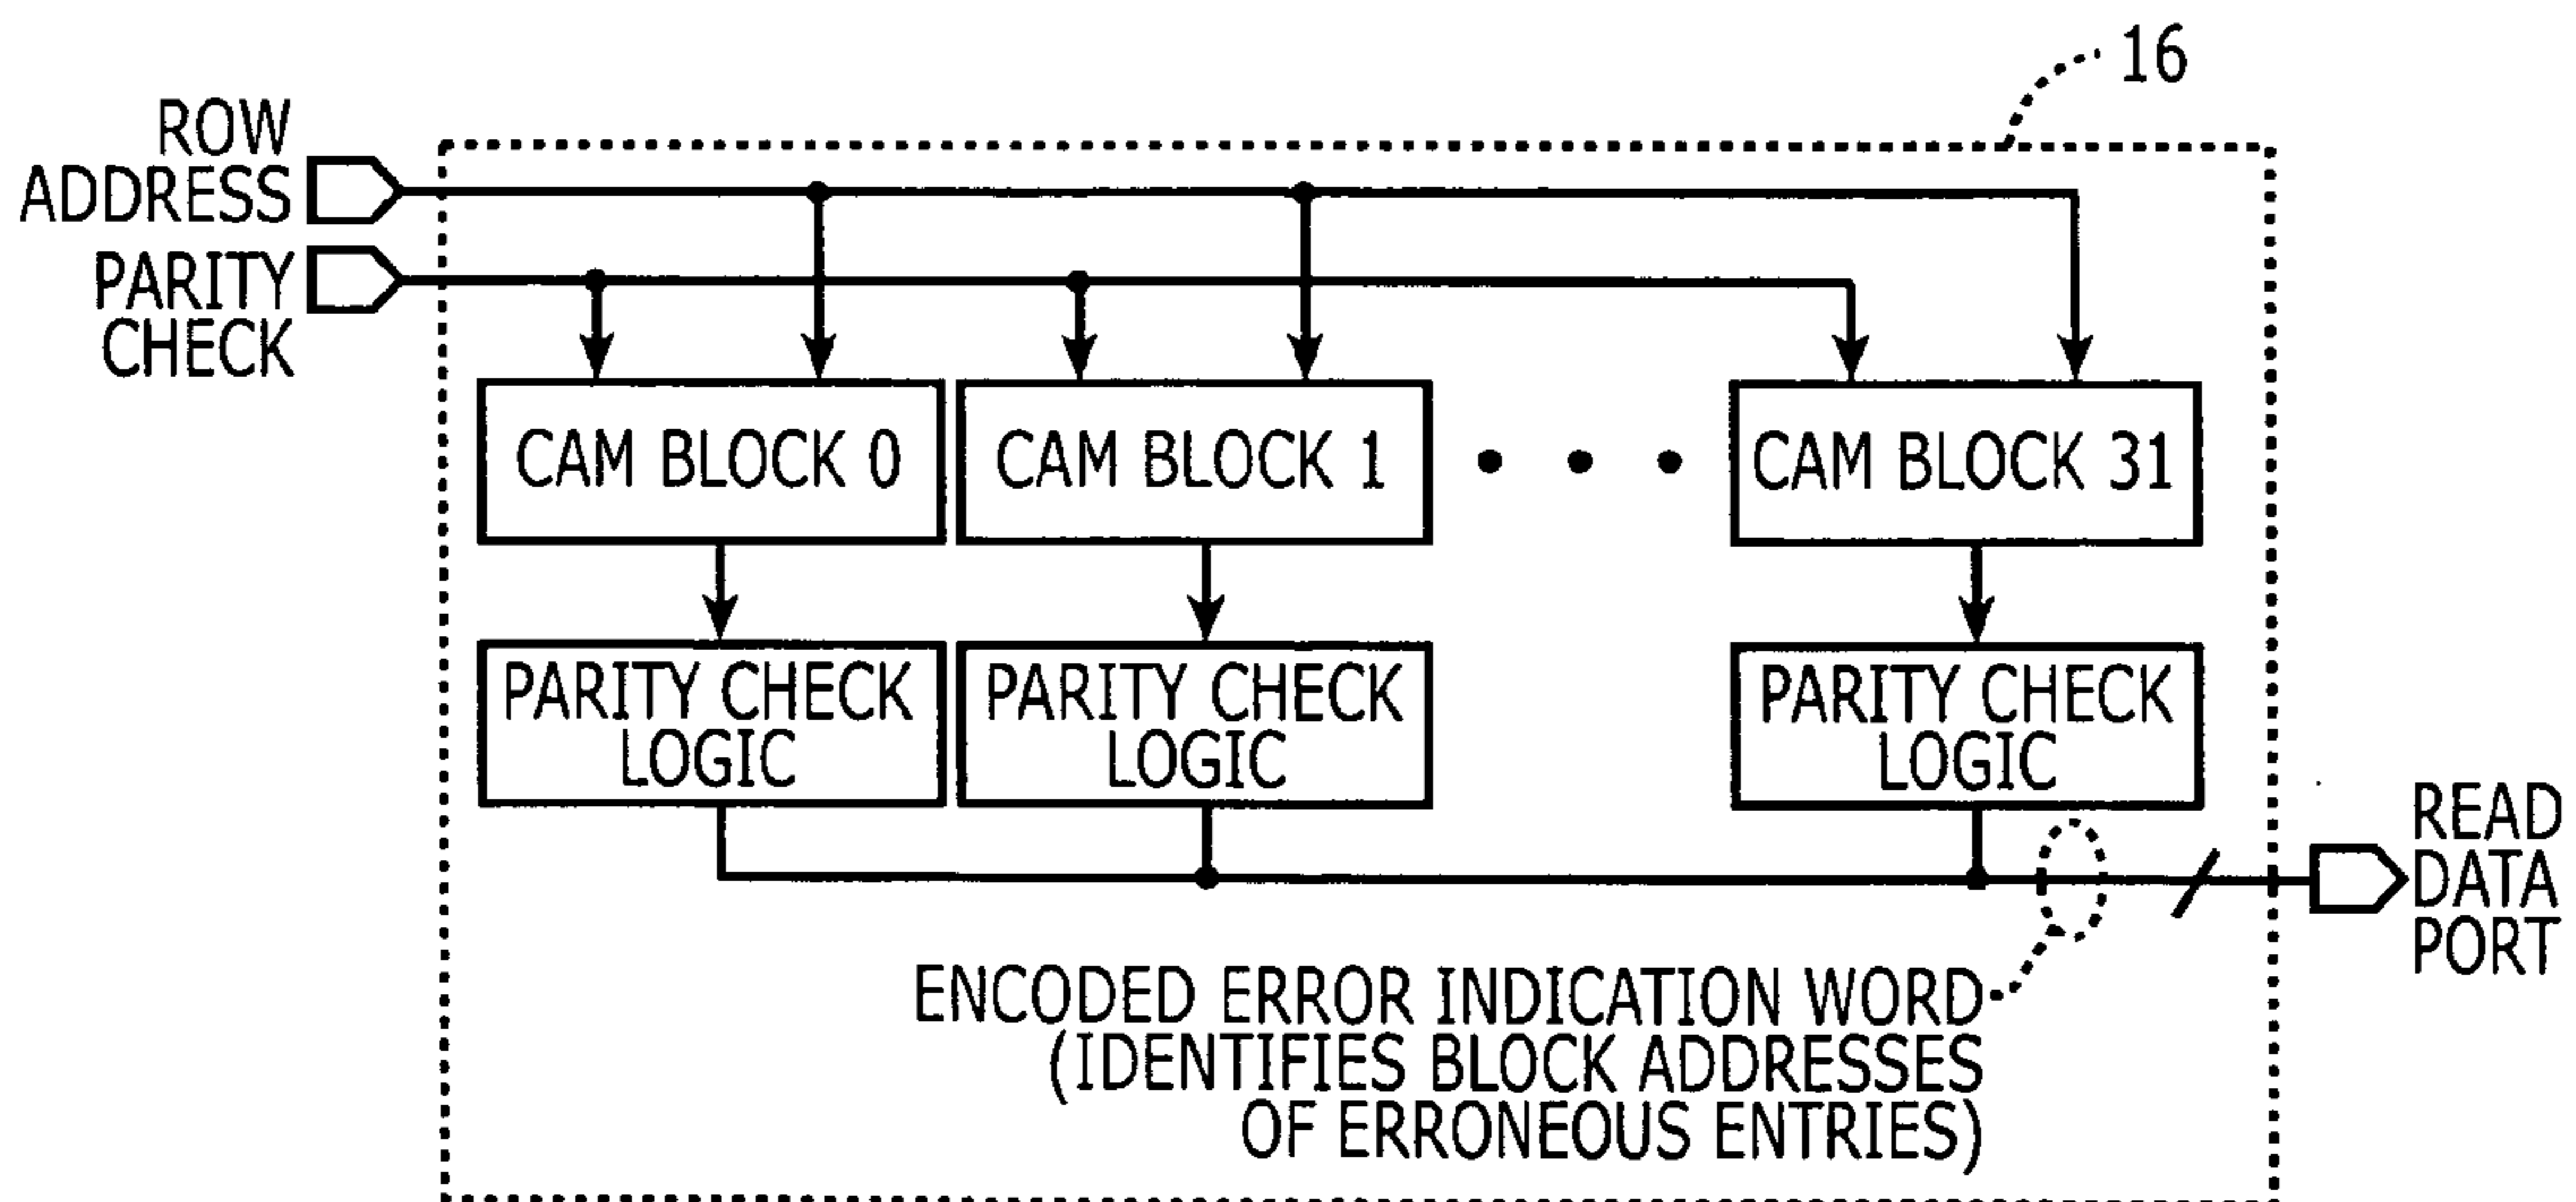 16
ROW
ADDRESS
PARITY
CHECK
CAM BLOCK 0
CAM BLOCK 1
CAM BLOCK 31
PARITY CHECK
LOGIC
PARITY CHECK
LOGIC
PARITY CHECK
LOGIC
READ
DATA
PORT
ENCODED ERROR INDICATION WORD
(IDENTIFIES BLOCK ADDRESSES
OF ERRONEOUS ENTRIES)